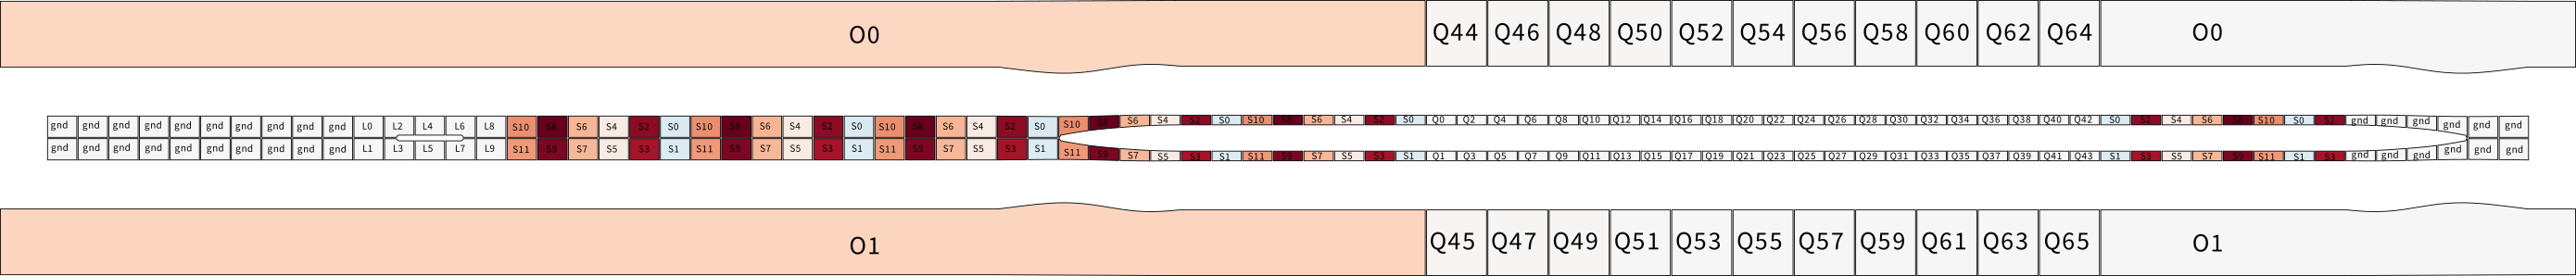 O0 Q44 Q46 Q48 Q50 Q52 Q54 Q56 Q58 Q60 Q62 Q64 O0
gnd gnd gnd gnd gnd gnd gnd gnd gnd gnd L0 L2 L4 L6 L8 S10 S8 S6 S4 S2 S0 S10 S8 S6 S4 S2 S0 S10 S8 S6 S4 S2 S0 S10 S8 S6 S4 S2 S0 S10 S8 S6 S4 S2 S0 Q0 Q2 Q4 Q6 Q8 Q10 Q12 Q14 Q16 Q18 Q20 Q22 Q24 Q26 Q28 Q30 Q32 Q34 Q36 Q38 Q40 Q42 S0 S2 S4 S6 S8 S10 S0 S2 gnd gnd gnd gnd gnd gnd
gnd gnd gnd gnd gnd gnd gnd gnd gnd gnd L1 L3 L5 L7 L9 S11 S9 S7 S5 S3 S1 S11 S9 S7 S5 S3 S1 S11 S9 S7 S5 S3 S1 S11 S9 S7 S5 S3 S1 S11 S9 S7 S5 S3 S1 Q1 Q3 Q5 Q7 Q9 Q11 Q13 Q15 Q17 Q19 Q21 Q23 Q25 Q27 Q29 Q31 Q33 Q35 Q37 Q39 Q41 Q43 S1 S3 S5 S7 S9 S11 S1 S3 gnd gnd gnd gnd gnd gnd
O1 Q45 Q47 Q49 Q51 Q53 Q55 Q57 Q59 Q61 Q63 Q65 O1